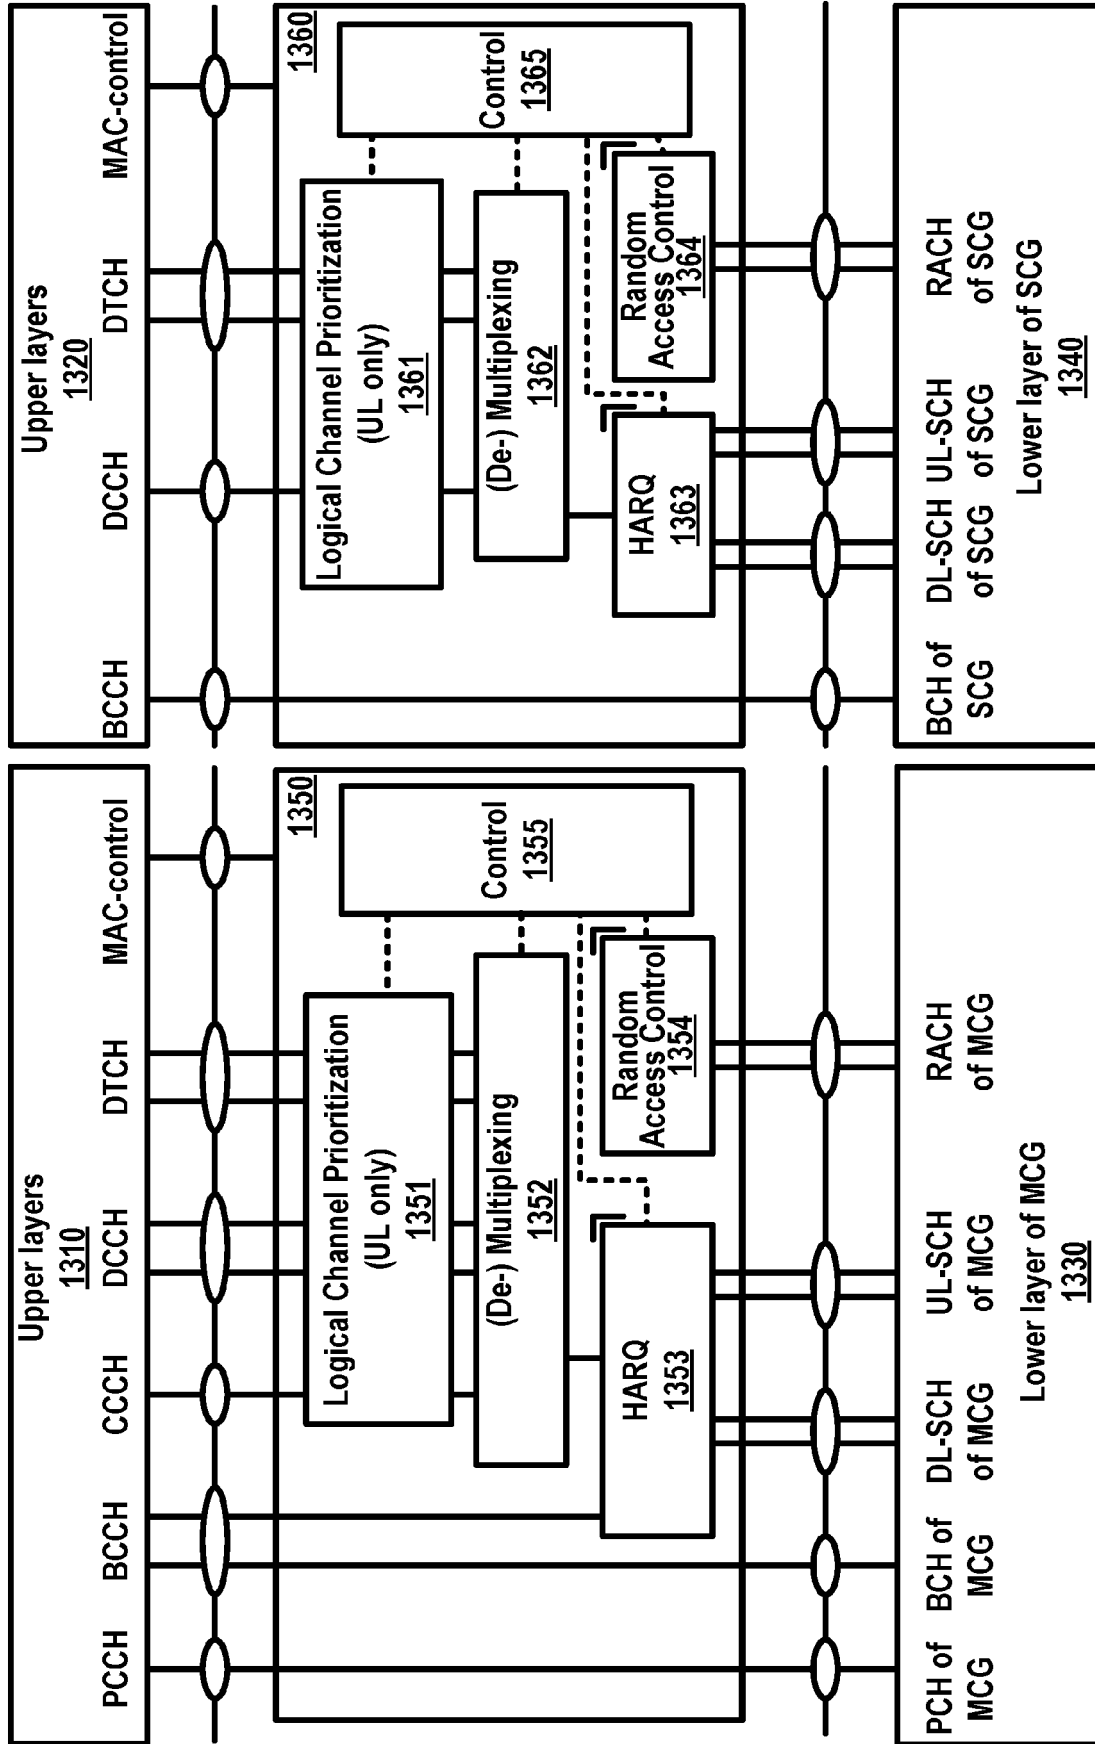 Upper layers
1310
PCCH
BCCH
CCCH
DCCH
DTCH
MAC-control
1350
Logical Channel Prioritization
(UL only)
1351
(De-) Multiplexing
1352
HARQ
1353
Random
Access Control
1354
Control
1355
PCH of
MCG
BCH of
MCG
DL-SCH
of MCG
UL-SCH
of MCG
RACH
of MCG
Lower layer of MCG
1330
Upper layers
1320
BCCH
DCCH
DTCH
MAC-control
1360
Logical Channel Prioritization
(UL only)
1361
(De-) Multiplexing
1362
HARQ
1363
Random
Access Control
1364
Control
1365
BCH of
SCG
DL-SCH
of SCG
UL-SCH
of SCG
RACH
of SCG
Lower layer of SCG
1340